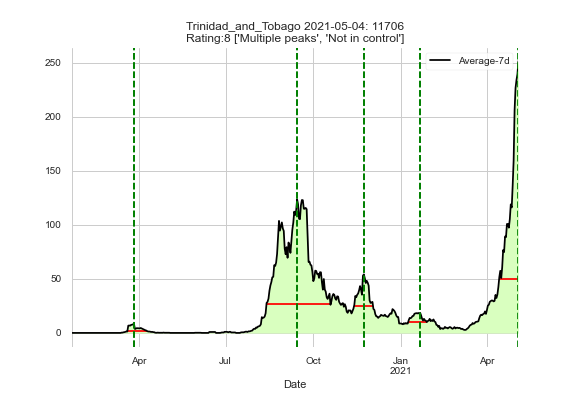 Trinidad_and_Tobago 2021-05-04: 11706
Rating:8 ['Multiple peaks', 'Not in control']
Average-7d
250
200
150
100
50
0
Apr Jul Oct Jan Apr
2021
Date